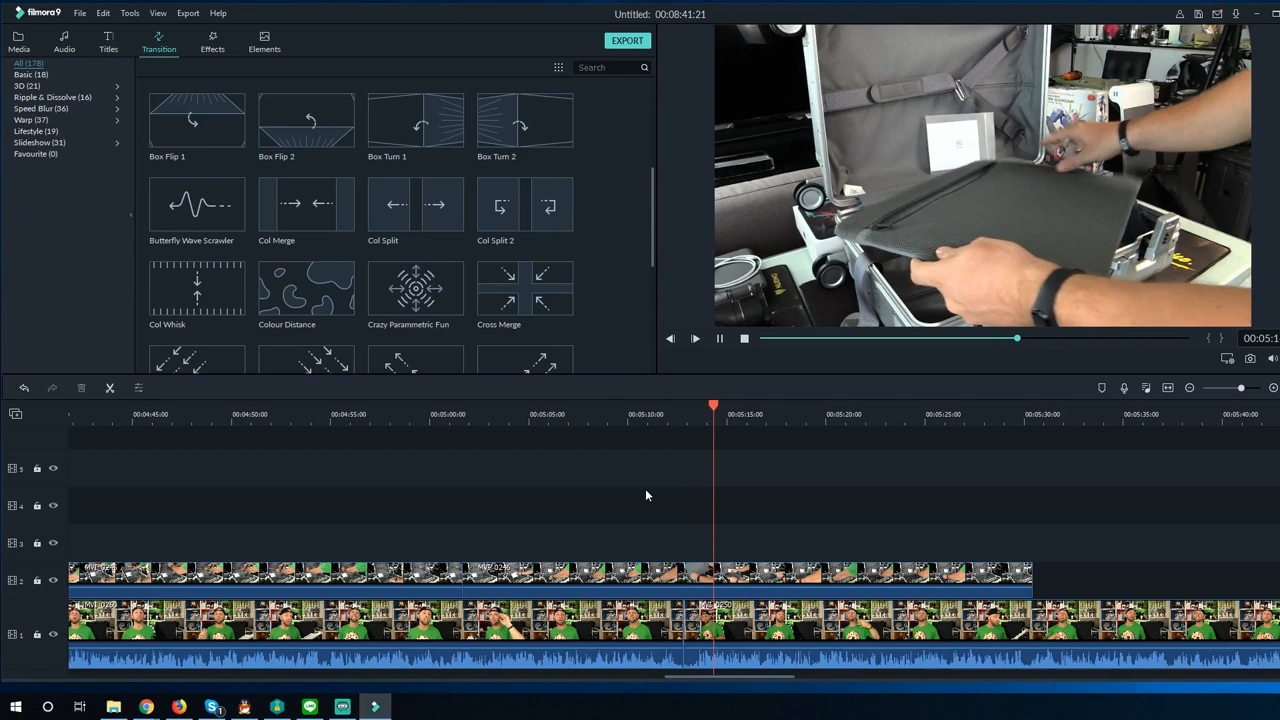 filmora9 File Edit Tools View Export Help Untitled: 00:08:41:21
Media Audio Titles Transition Effects Elements EXPORT
All (178)
Basic (18)
3D (21)
Ripple & Dissolve (16)
Speed Blur (36)
Warp (37)
Lifestyle (19)
Slideshow (31)
Favourite (0)
Search
Box Flip 1 Box Flip 2 Box Turn 1 Box Turn 2
Butterfly Wave Scrawler Col Merge Col Split Col Split 2
Col Whisk Colour Distance Crazy Parammetric Fun Cross Merge
GUNDAM
00:05:1
00:04:45:00 00:04:50:00 00:04:55:00 00:05:00:00 00:05:05:00 00:05:10:00 00:05:15:00 00:05:20:00 00:05:25:00 00:05:30:00 00:05:35:00 00:05:40:00
5
4
3
2
1